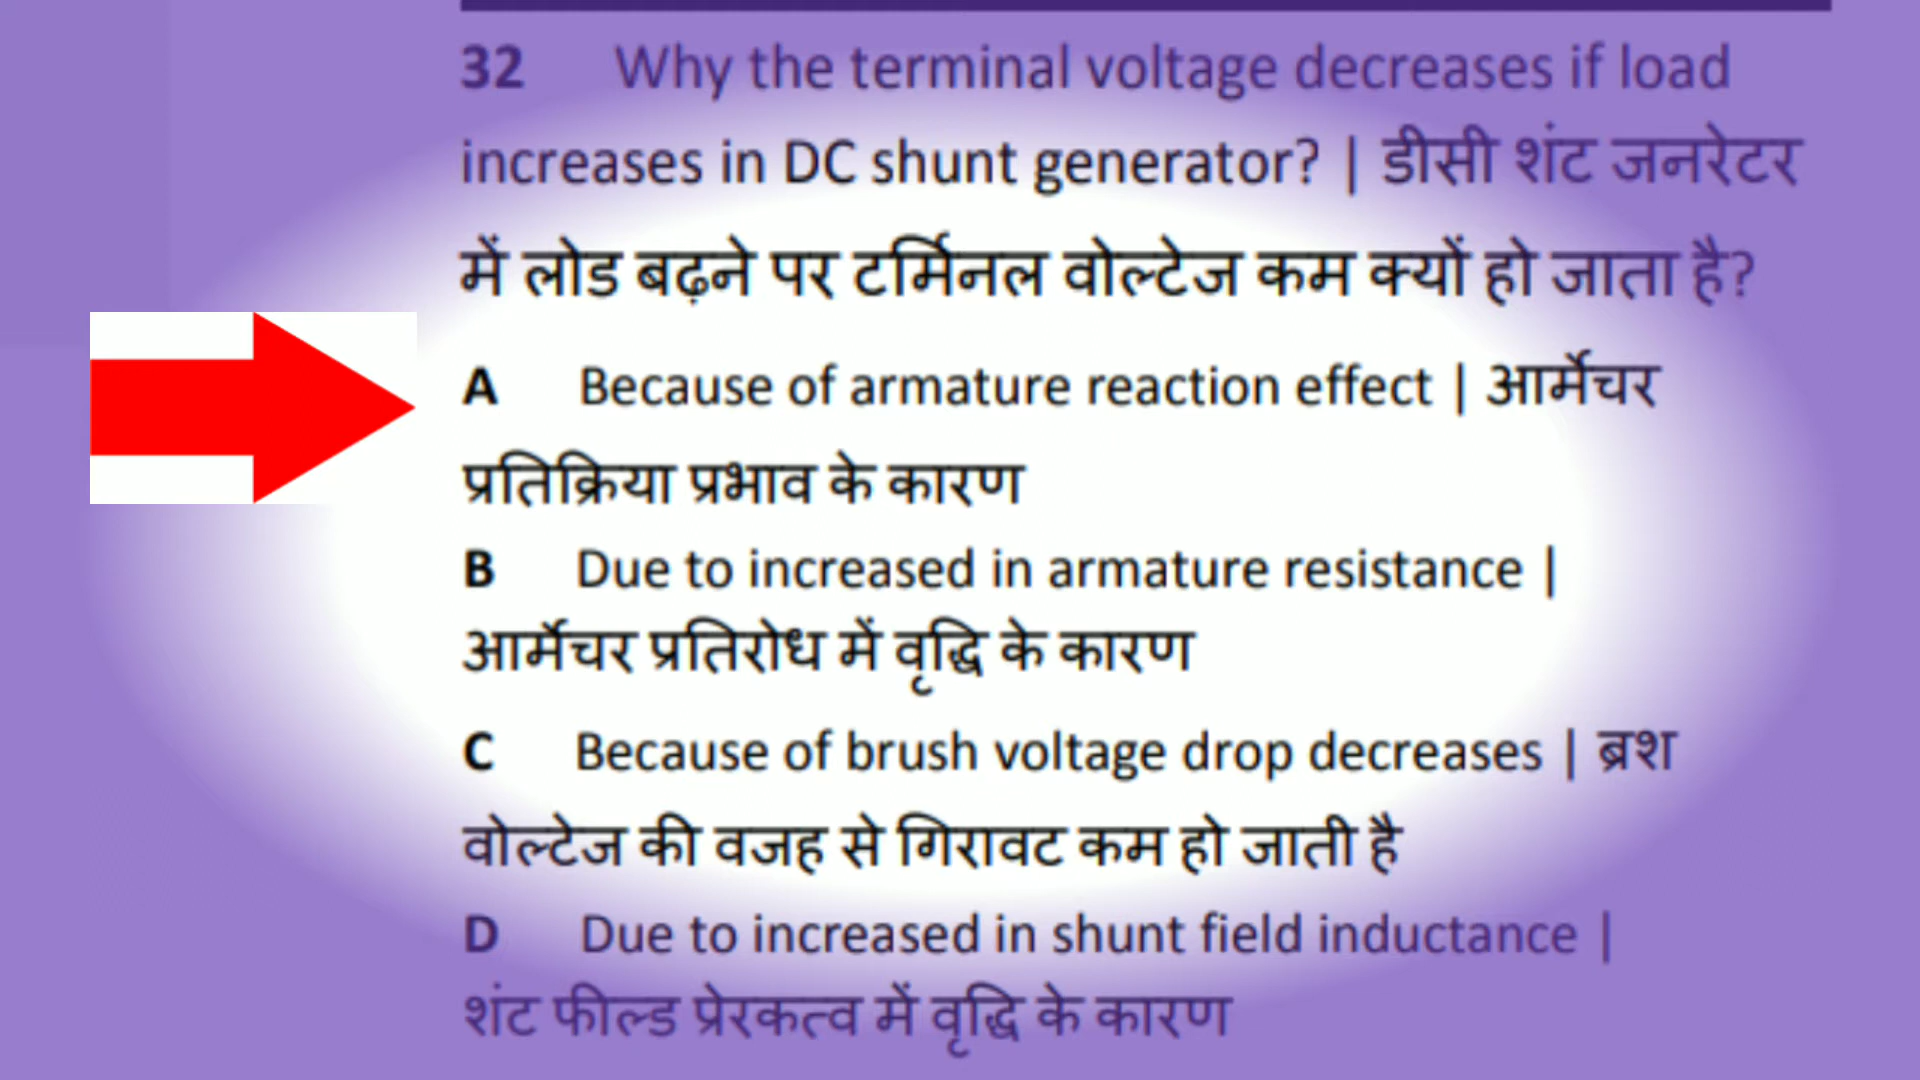 32 Why the terminal voltage decreases if load
increases in DC shunt generator? | डीसी शंट जनरेटर
में लोड बढ़ने पर टर्मिनल वोल्टेज कम क्यों हो जाता है?
A Because of armature reaction effect | आर्मेचर
प्रतिक्रिया प्रभाव के कारण
B Due to increased in armature resistance |
आर्मेचर प्रतिरोध में वृद्धि के कारण
C Because of brush voltage drop decreases | ब्रश
वोल्टेज की वजह से गिरावट कम हो जाती है
D Due to increased in shunt field inductance |
शंट फील्ड प्रेरकत्व में वृद्धि के कारण